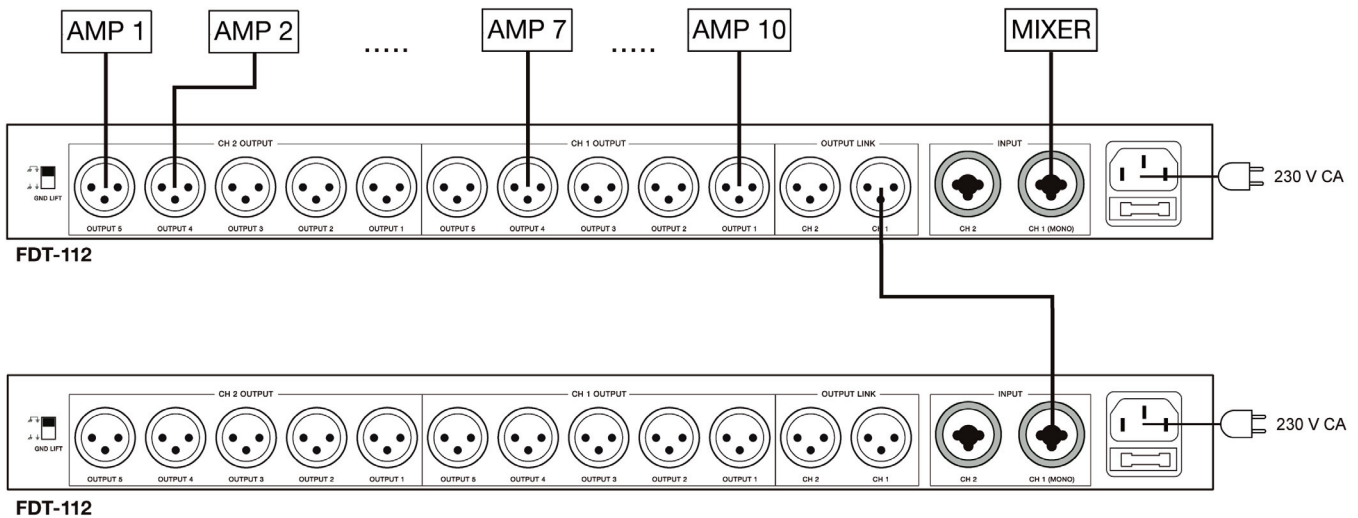 AMP 1 AMP 2 ..... AMP 7 ..... AMP 10 MIXER
CH 2 OUTPUT CH 1 OUTPUT OUTPUT LINK INPUT
230 V CA
GND LIFT
OUTPUT 5 OUTPUT 4 OUTPUT 3 OUTPUT 2 OUTPUT 1 OUTPUT 5 OUTPUT 4 OUTPUT 3 OUTPUT 2 OUTPUT 1 CH 2 CH 1 CH 2 CH 1 (MONO)
FDT-112
CH 2 OUTPUT CH 1 OUTPUT OUTPUT LINK INPUT
230 V CA
GND LIFT
OUTPUT 5 OUTPUT 4 OUTPUT 3 OUTPUT 2 OUTPUT 1 OUTPUT 5 OUTPUT 4 OUTPUT 3 OUTPUT 2 OUTPUT 1 CH 2 CH 1 CH 2 CH 1 (MONO)
FDT-112